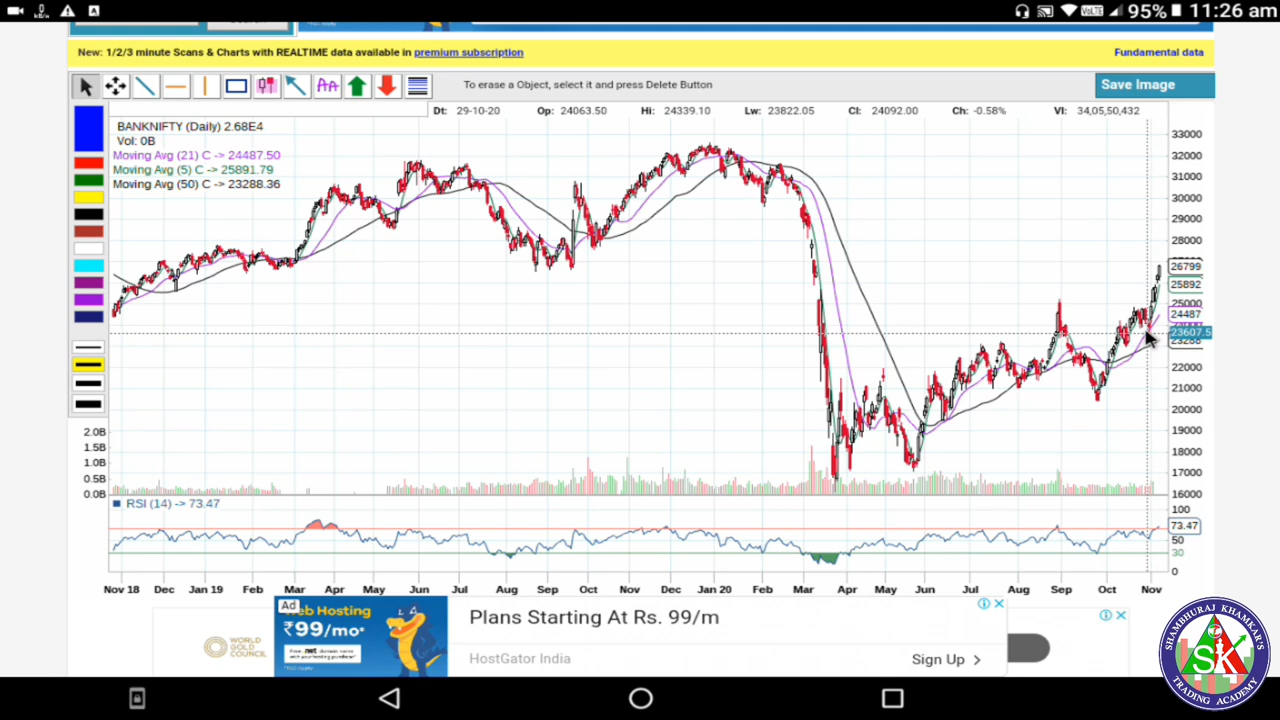 KB/s
A
VoLTE
95%
11:26 am
New: 1/2/3 minute Scans & Charts with REALTIME data available in premium subscription
Fundamental data
To erase a Object, select it and press Delete Button
Save Image
Dt: 29-10-20 Op: 24063.50 Hi: 24339.10 Lw: 23822.05 Cl: 24092.00 Ch: -0.58% Vl: 34,05,50,432
BANKNIFTY (Daily) 2.68E4
Vol: 0B
Moving Avg (21) C -> 24487.50
Moving Avg (5) C -> 25891.79
Moving Avg (50) C -> 23288.36
33000
32000
31000
30000
29000
28000
26799
25892
25000
24487
23607.5
23288
22000
21000
20000
19000
18000
17000
16000
2.0B
1.5B
1.0B
0.5B
0.0B
RSI (14) -> 73.47
100
73.47
50
30
0
Nov 18 Dec Jan 19 Feb Mar Apr May Jun Jul Aug Sep Oct Nov Dec Jan 20 Feb Mar Apr May Jun Jul Aug Sep Oct Nov
Ad
Web Hosting
₹99/mo*
WORLD
GOLD
COUNCIL
Plans Starting At Rs. 99/m
HostGator India
Sign Up
SHAMBHURAJ KHAMKAR'S
SK
TRADING ACADEMY